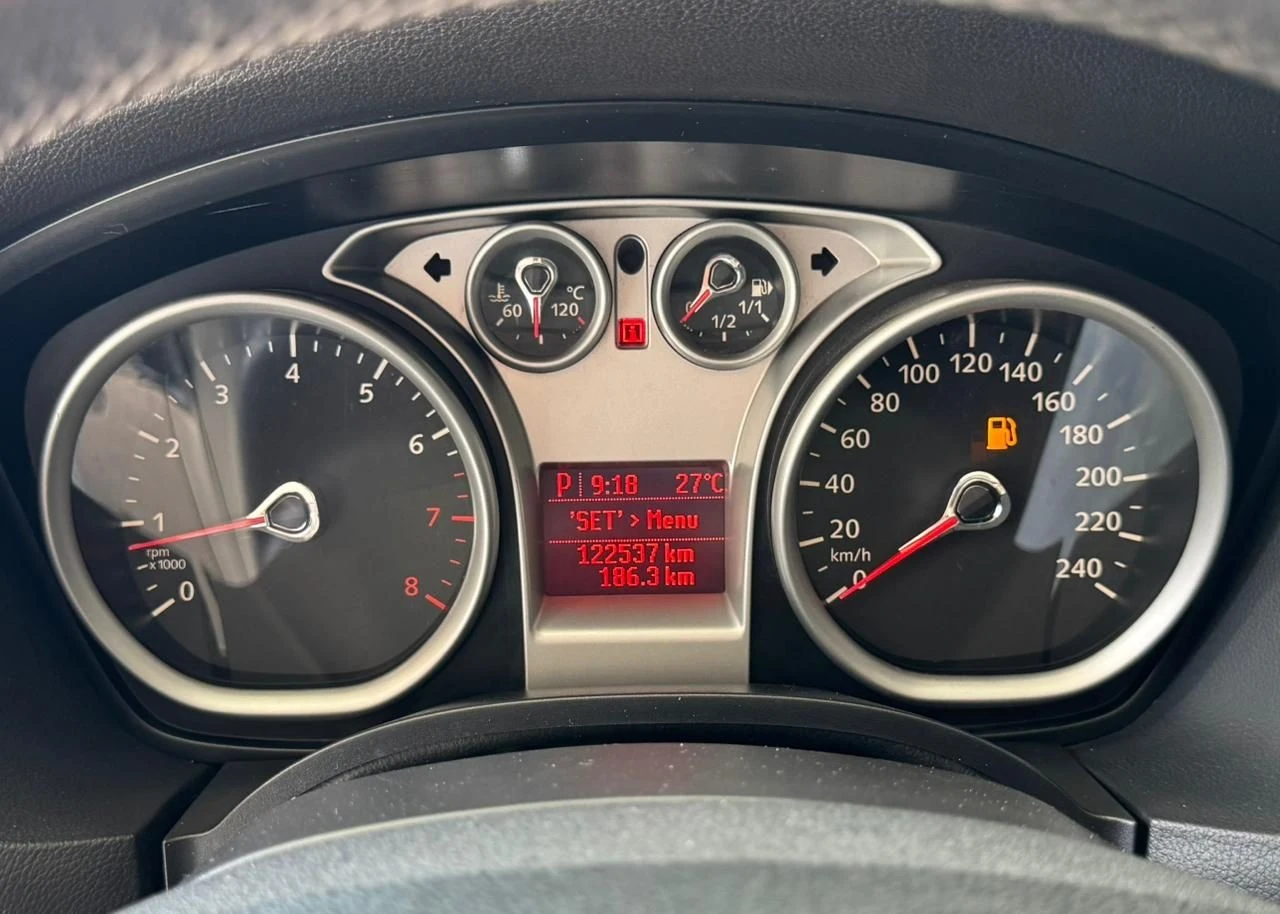 60 °C 120
1/2 1/1
0 1 2 3 4 5 6 7 8
rpm
x1000
P 9:18 27°C
'SET' > Menu
122537 km
186.3 km
0 20 40 60 80 100 120 140 160 180 200 220 240
km/h